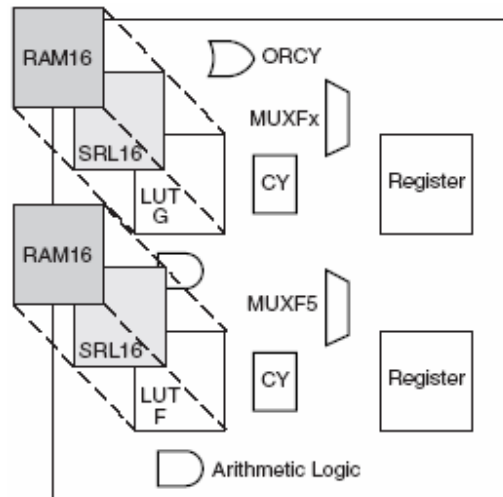 RAM16
ORCY
MUXFx
SRL16
CY
Register
LUT
G
RAM16
MUXF5
SRL16
CY
Register
LUT
F
Arithmetic Logic